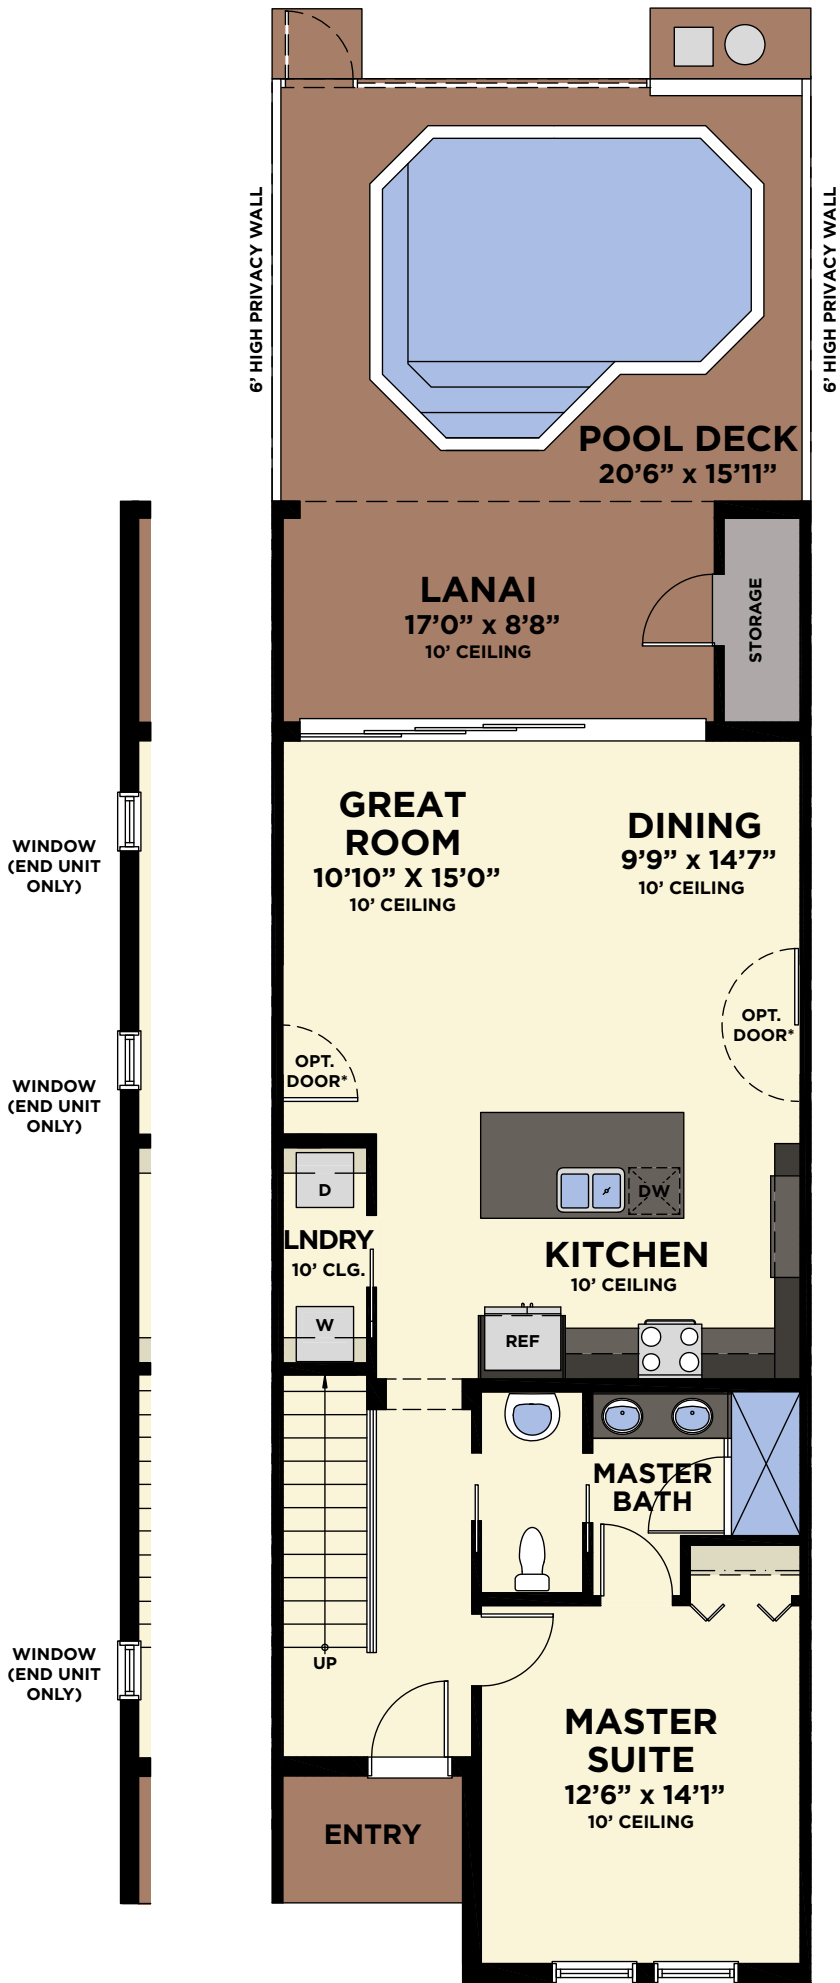 6' HIGH PRIVACY WALL
6' HIGH PRIVACY WALL
POOL DECK
20'6” x 15'11”
LANAI
17'0” x 8'8”
10' CEILING
STORAGE
GREAT
ROOM
10'10” X 15'0”
10' CEILING
DINING
9'9” x 14'7”
10' CEILING
WINDOW
(END UNIT
ONLY)
OPT.
DOOR*
OPT.
DOOR*
WINDOW
(END UNIT
ONLY)
D
LNDRY
10' CLG.
W
DW
KITCHEN
10' CEILING
REF
MASTER
BATH
UP
WINDOW
(END UNIT
ONLY)
MASTER
SUITE
12'6” x 14'1”
10' CEILING
ENTRY